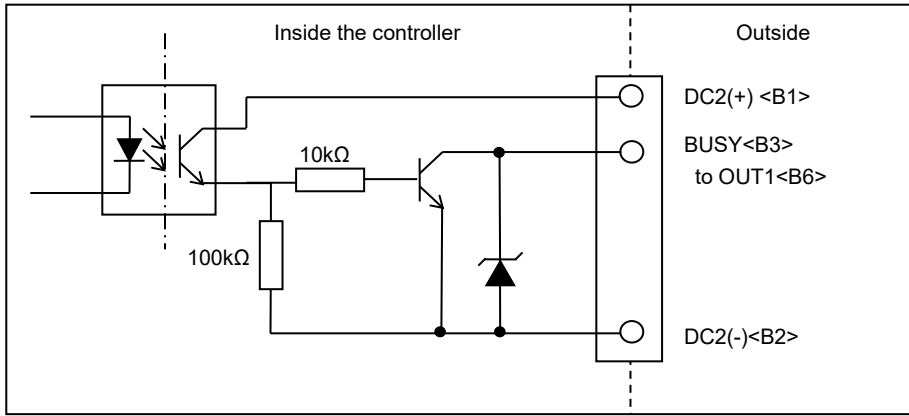 Inside the controller
Outside
DC2(+) <B1>
BUSY<B3>
to OUT1<B6>
10kΩ
100kΩ
DC2(-)<B2>